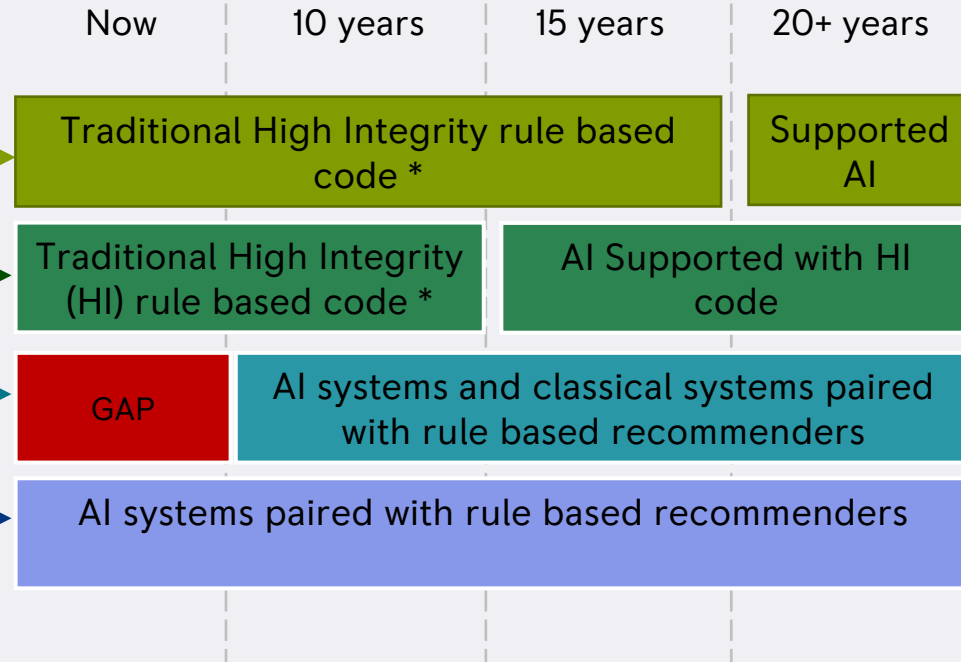 Now 10 years 15 years 20+ years
Traditional High Integrity rule based
code *
Supported
AI
Traditional High Integrity
(HI) rule based code *
AI Supported with HI
code
GAP
AI systems and classical systems paired
with rule based recommenders
AI systems paired with rule based recommenders